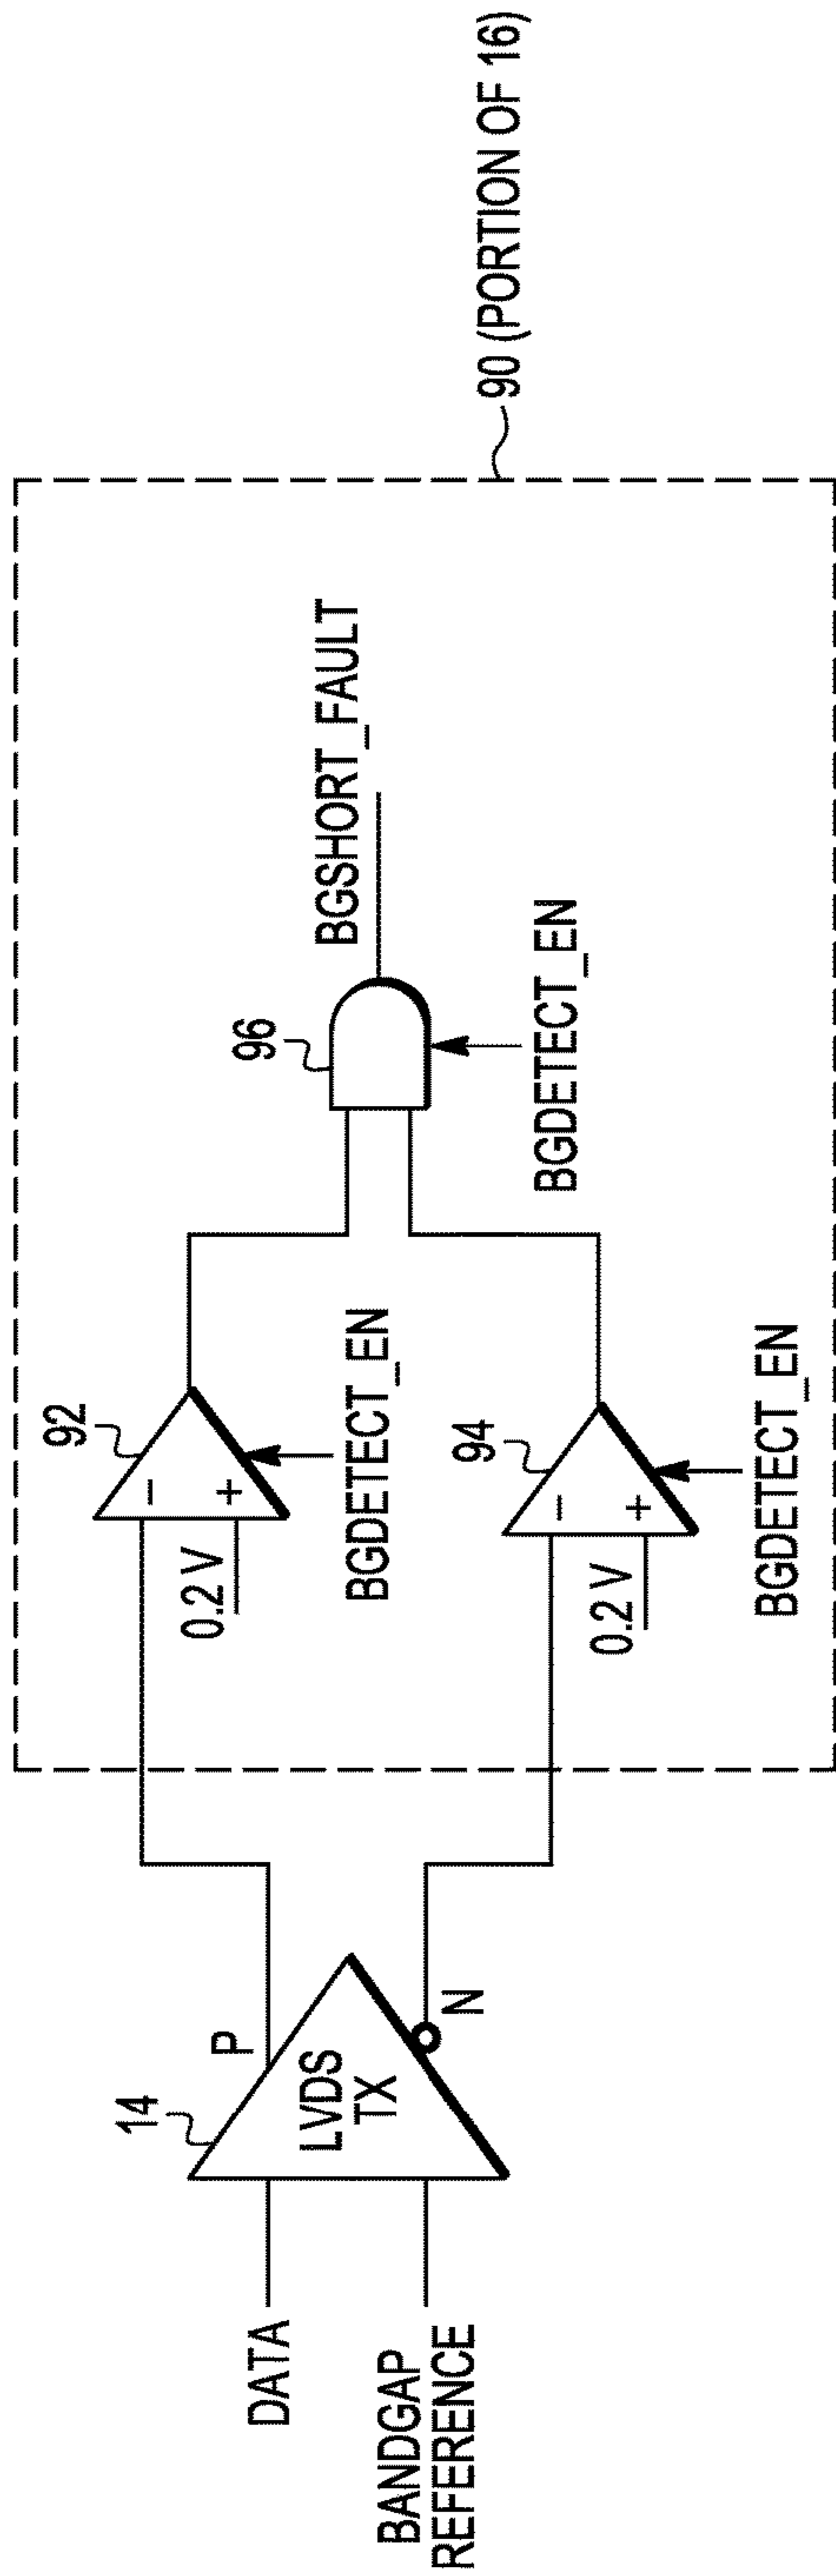 90 (PORTION OF 16)
92
-
+
0.2 V
BGDETECT_EN
94
-
+
0.2 V
BGDETECT_EN
96
BGDETECT_EN
BGSHORT_FAULT
14
LVDS
TX
P
N
DATA
BANDGAP
REFERENCE